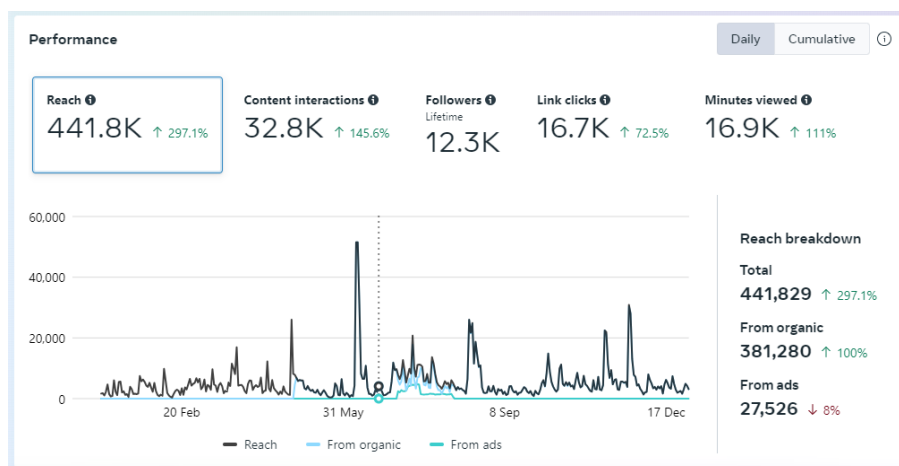 Performance
Daily Cumulative
Reach
441.8K ↑ 297.1%
Content interactions
32.8K ↑ 145.6%
Followers
Lifetime
12.3K
Link clicks
16.7K ↑ 72.5%
Minutes viewed
16.9K ↑ 111%
60,000
40,000
20,000
0
20 Feb 31 May 8 Sep 17 Dec
Reach From organic From ads
Reach breakdown
Total
441,829 ↑ 297.1%
From organic
381,280 ↑ 100%
From ads
27,526 ↓ 8%